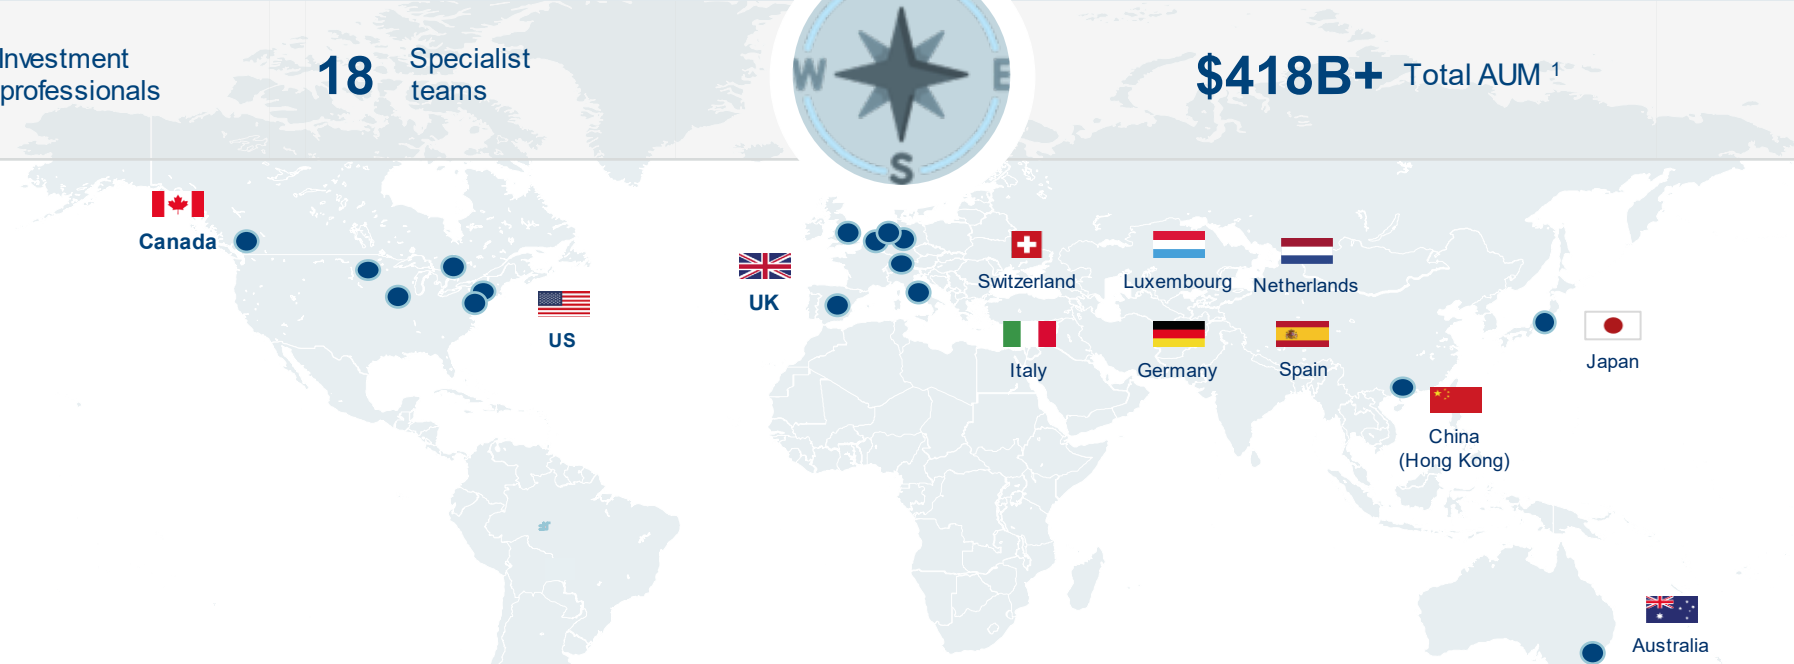 Investment
professionals
18
Specialist
teams
W
E
S
$418B+
Total AUM 1
Canada
US
UK
Switzerland
Luxembourg
Netherlands
Italy
Germany
Spain
Japan
China
(Hong Kong)
Australia